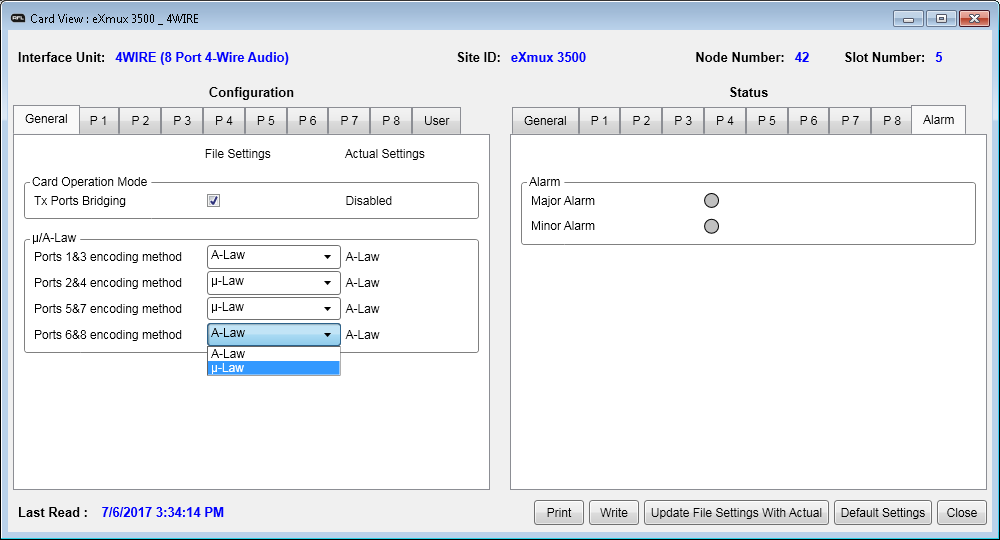 AFL Card View : eXmux 3500 _ 4WIRE
Interface Unit: 4WIRE (8 Port 4-Wire Audio) Site ID: eXmux 3500 Node Number: 42 Slot Number: 5
Configuration
General P 1 P 2 P 3 P 4 P 5 P 6 P 7 P 8 User
File Settings Actual Settings
Card Operation Mode
Tx Ports Bridging Disabled
µ/A-Law
Ports 1&3 encoding method A-Law A-Law
Ports 2&4 encoding method µ-Law A-Law
Ports 5&7 encoding method µ-Law A-Law
Ports 6&8 encoding method A-Law A-Law
A-Law
µ-Law
Status
General P 1 P 2 P 3 P 4 P 5 P 6 P 7 P 8 Alarm
Alarm
Major Alarm
Minor Alarm
Last Read : 7/6/2017 3:34:14 PM
Print Write Update File Settings With Actual Default Settings Close